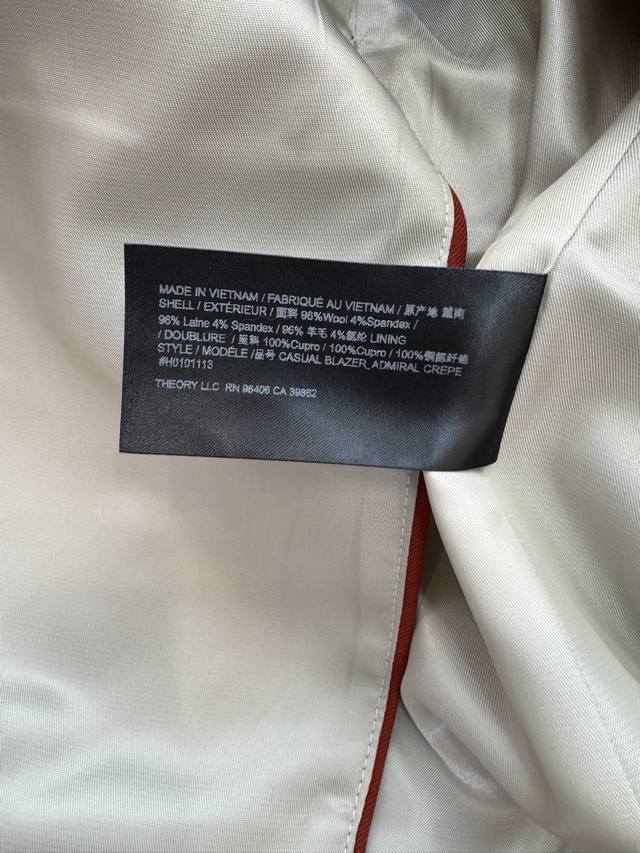 MADE IN VIETNAM / FABRIQUÉ AU VIETNAM / 原产地 越南
SHELL / EXTÉRIEUR / 面料 96%Wool 4%Spandex /
96% Laine 4% Spandex / 96% 羊毛 4%氨纶 LINING
/ DOUBLURE / 里料 100%Cupro / 100%Cupro / 100%铜氨纤维
STYLE / MODÈLE /品号 CASUAL BLAZER_ADMIRAL CREPE
#H0101113
THEORY LLC RN 98406 CA 39882